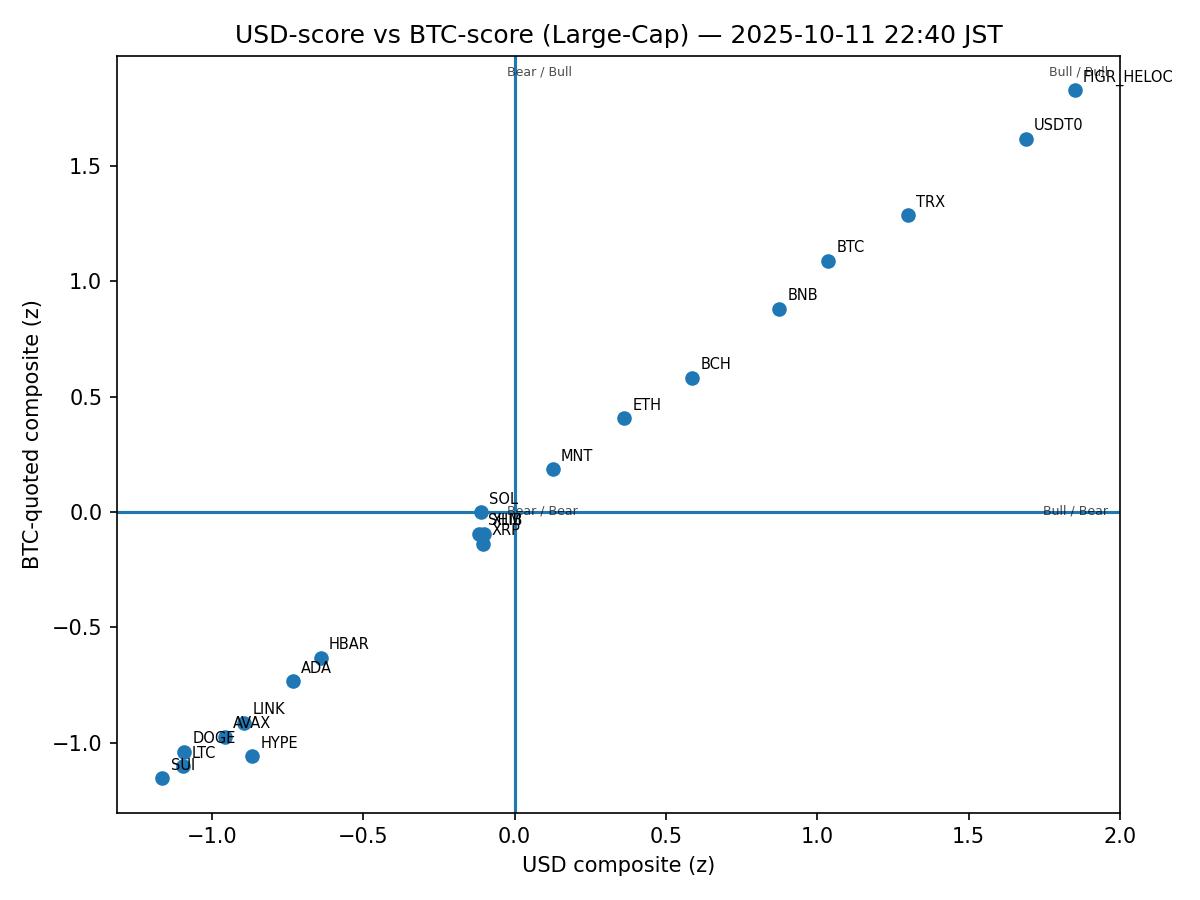 USD-score vs BTC-score (Large-Cap) — 2025-10-11 22:40 JST
Bear / Bull
Bull / Bull
FIGR_HELOC
USDT0
TRX
BTC
BNB
BCH
ETH
MNT
SOL
Bear / Bear
Bull / Bear
XRP
HBAR
ADA
LINK
AVAX
DOGE
HYPE
LTC
SUI
1.5
1.0
0.5
0.0
−0.5
−1.0
BTC-quoted composite (z)
−1.0
−0.5
0.0
0.5
1.0
1.5
2.0
USD composite (z)